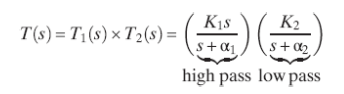 T(s) = T₁(s) × T₂(s) = (K₁s / (s + α₁)) (K₂ / (s + α₂))
high pass low pass